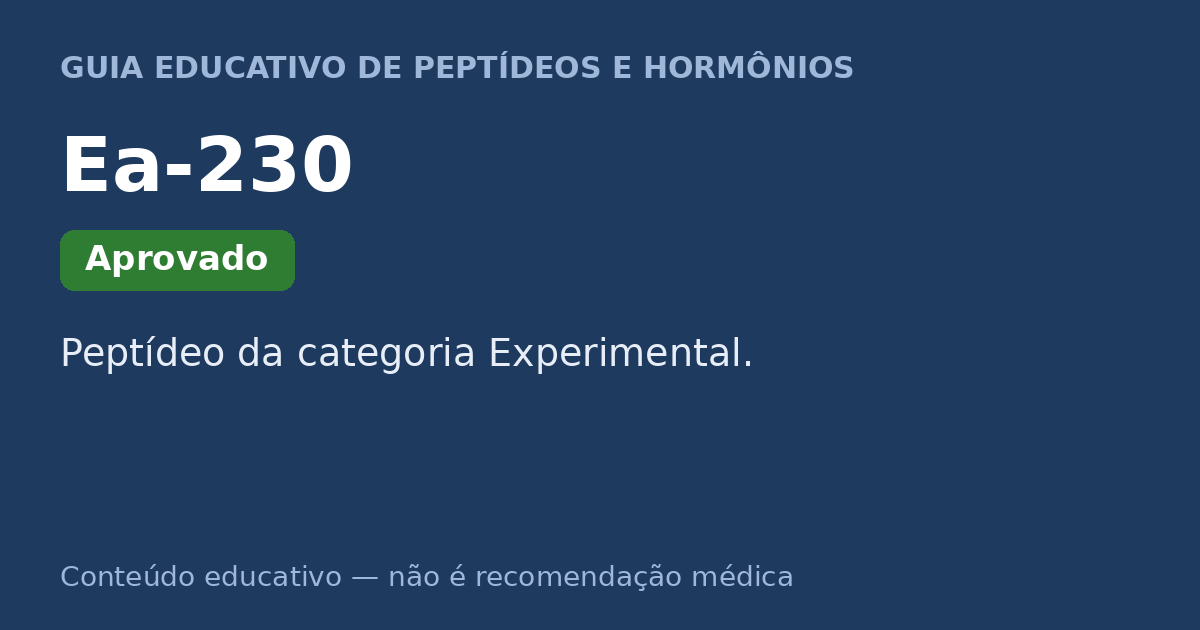 GUIA EDUCATIVO DE PEPTÍDEOS E HORMÔNIOS
Ea-230
Aprovado
Peptídeo da categoria Experimental.
Conteúdo educativo — não é recomendação médica